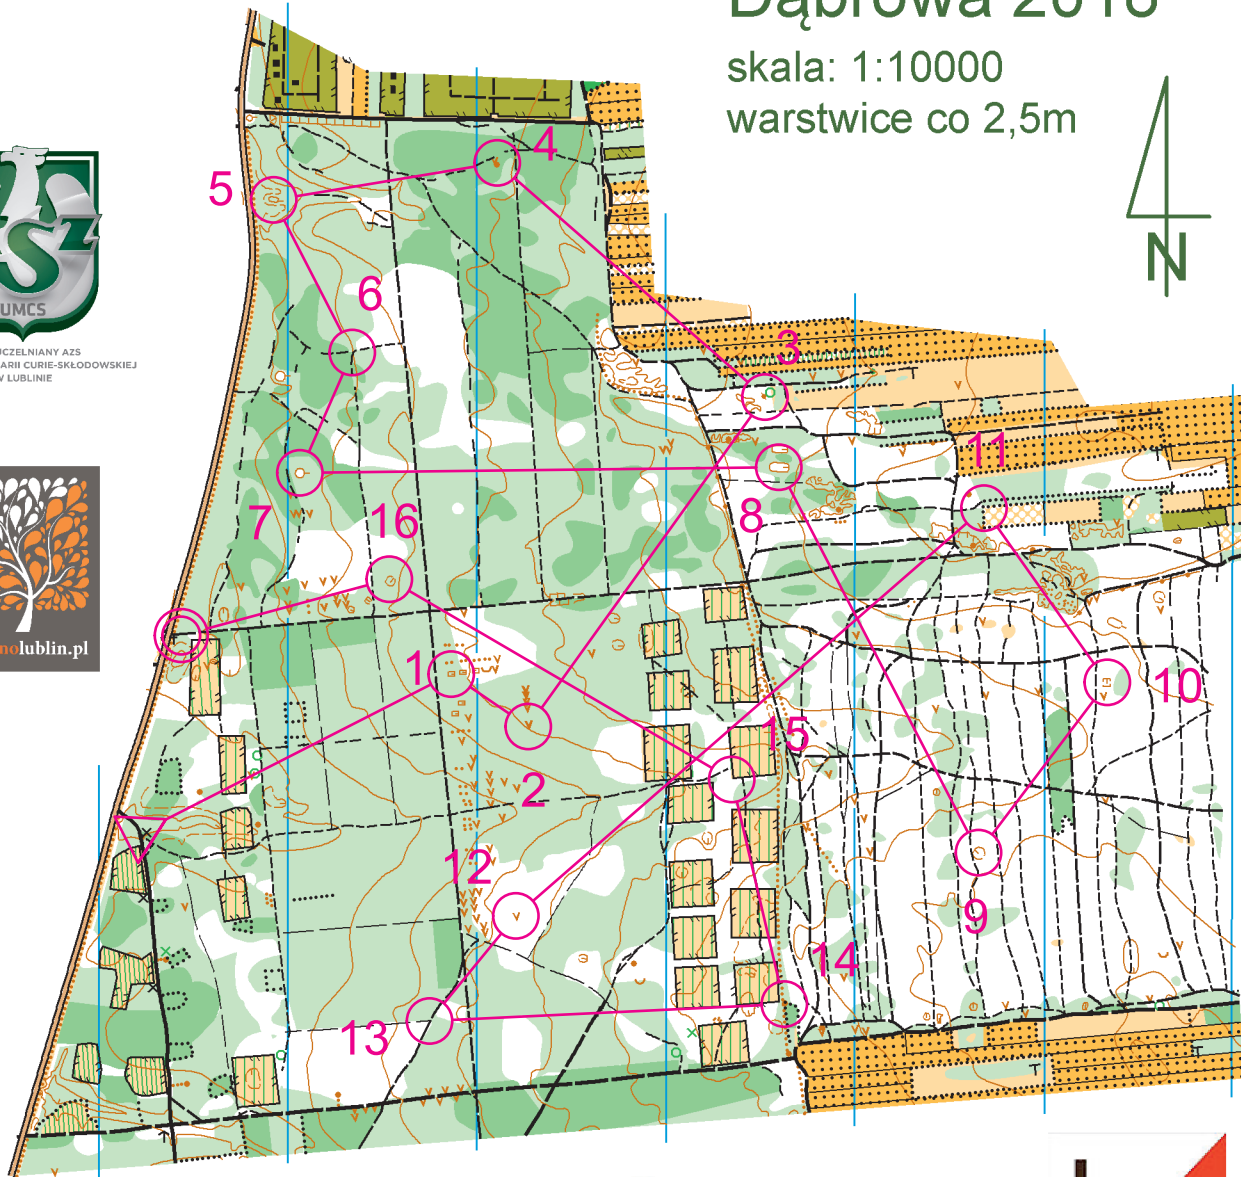 Dąbrowa 2018
skala: 1:10000
warstwice co 2,5m
N
UMCS
UCZELNIANY AZS
ARII CURIE-SKŁODOWSKIEJ
W LUBLINIE
nolublin.pl
4
5
6
3
11
7
16
8
1
10
15
2
12
9
14
13